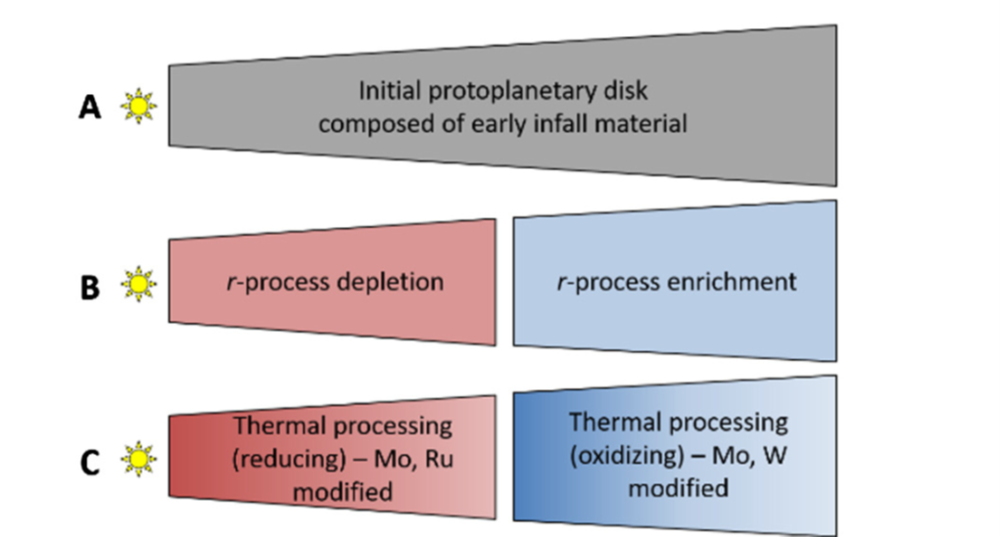 A
Initial protoplanetary disk
composed of early infall material
B
r-process depletion
r-process enrichment
C
Thermal processing
(reducing) – Mo, Ru
modified
Thermal processing
(oxidizing) – Mo, W
modified